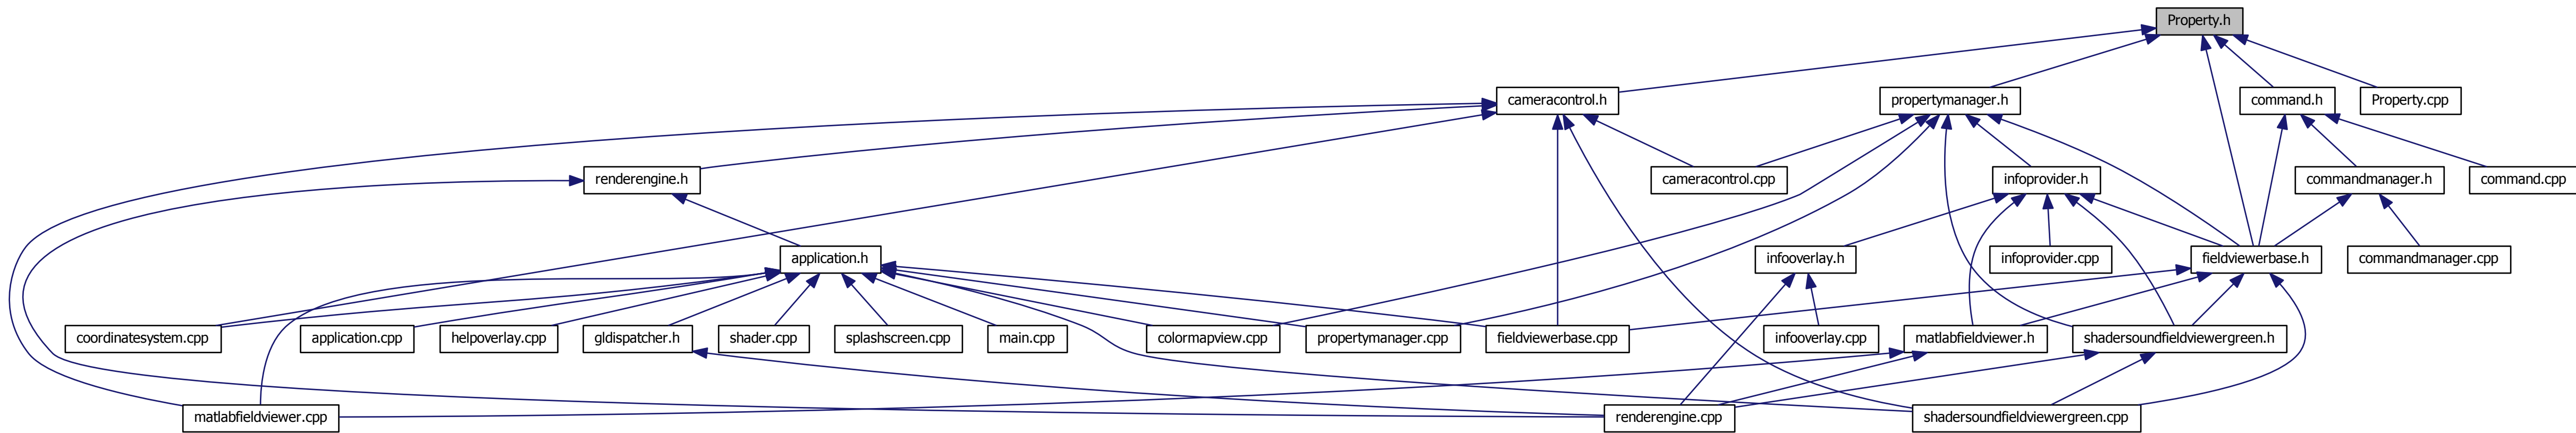 Property.h
cameracontrol.h
propertymanager.h
command.h
Property.cpp
renderengine.h
cameracontrol.cpp
infoprovider.h
commandmanager.h
command.cpp
application.h
infooverlay.h
infoprovider.cpp
fieldviewerbase.h
commandmanager.cpp
coordinatesystem.cpp
application.cpp
helpoverlay.cpp
gldispatcher.h
shader.cpp
splashscreen.cpp
main.cpp
colormapview.cpp
propertymanager.cpp
fieldviewerbase.cpp
infooverlay.cpp
matlabfieldviewer.h
shadersoundfieldviewergreen.h
matlabfieldviewer.cpp
renderengine.cpp
shadersoundfieldviewergreen.cpp